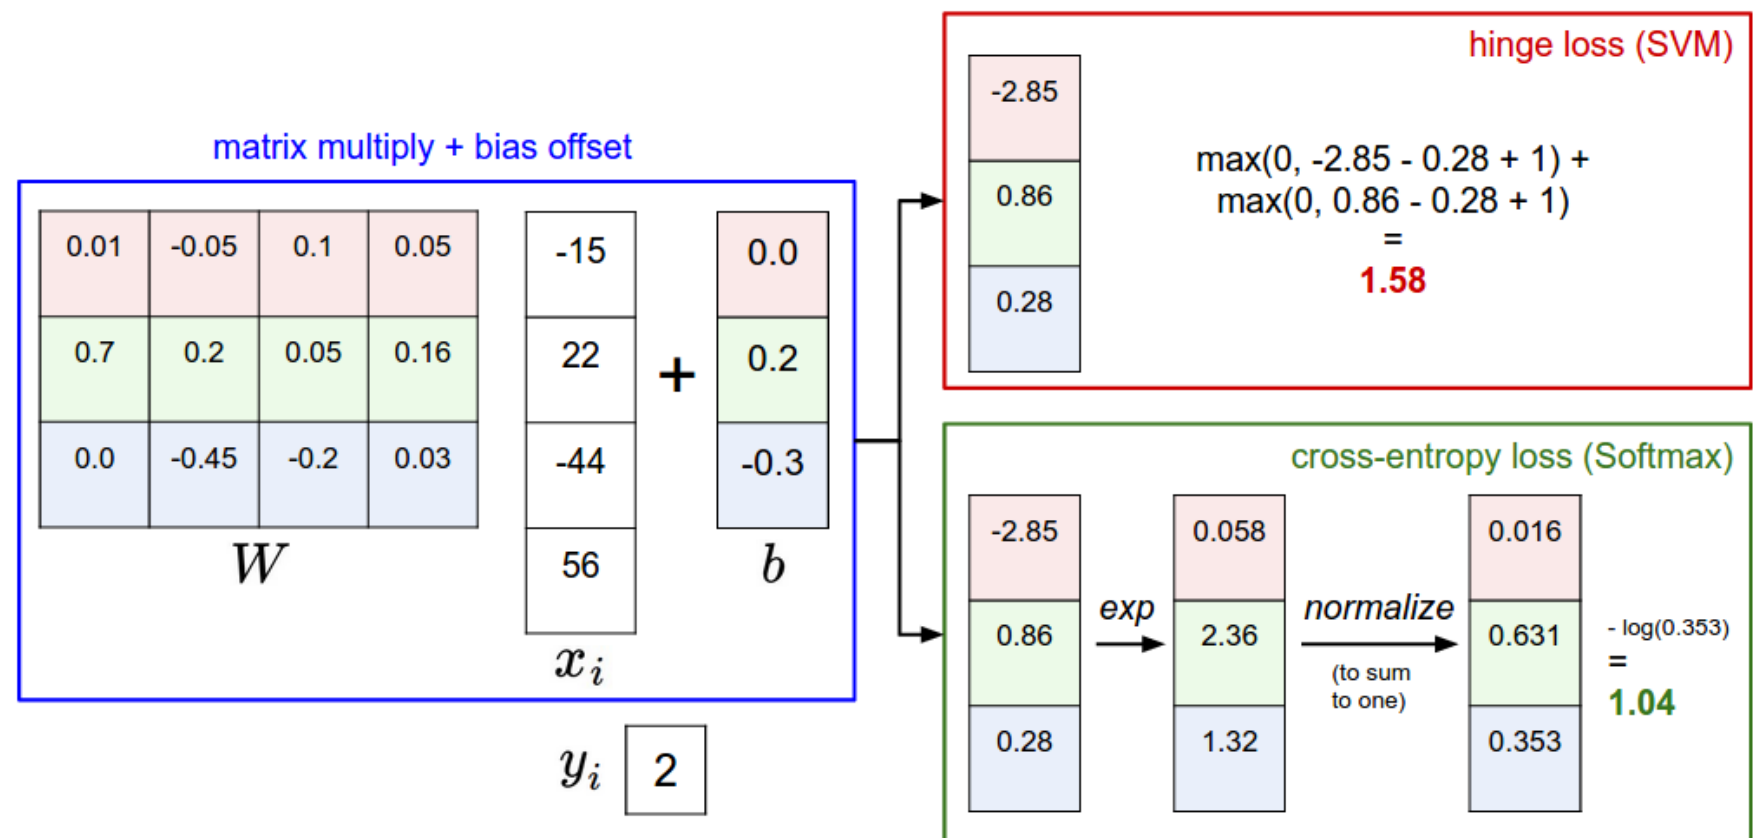 matrix multiply + bias offset
0.01 -0.05 0.1 0.05
0.7 0.2 0.05 0.16
0.0 -0.45 -0.2 0.03
W
-15
22
-44
56
x_i
+
0.0
0.2
-0.3
b
y_i 2
hinge loss (SVM)
-2.85
0.86
0.28
max(0, -2.85 - 0.28 + 1) +
max(0, 0.86 - 0.28 + 1)
=
1.58
cross-entropy loss (Softmax)
-2.85
0.86
0.28
exp
0.058
2.36
1.32
normalize
(to sum
to one)
0.016
0.631
0.353
- log(0.353)
=
1.04